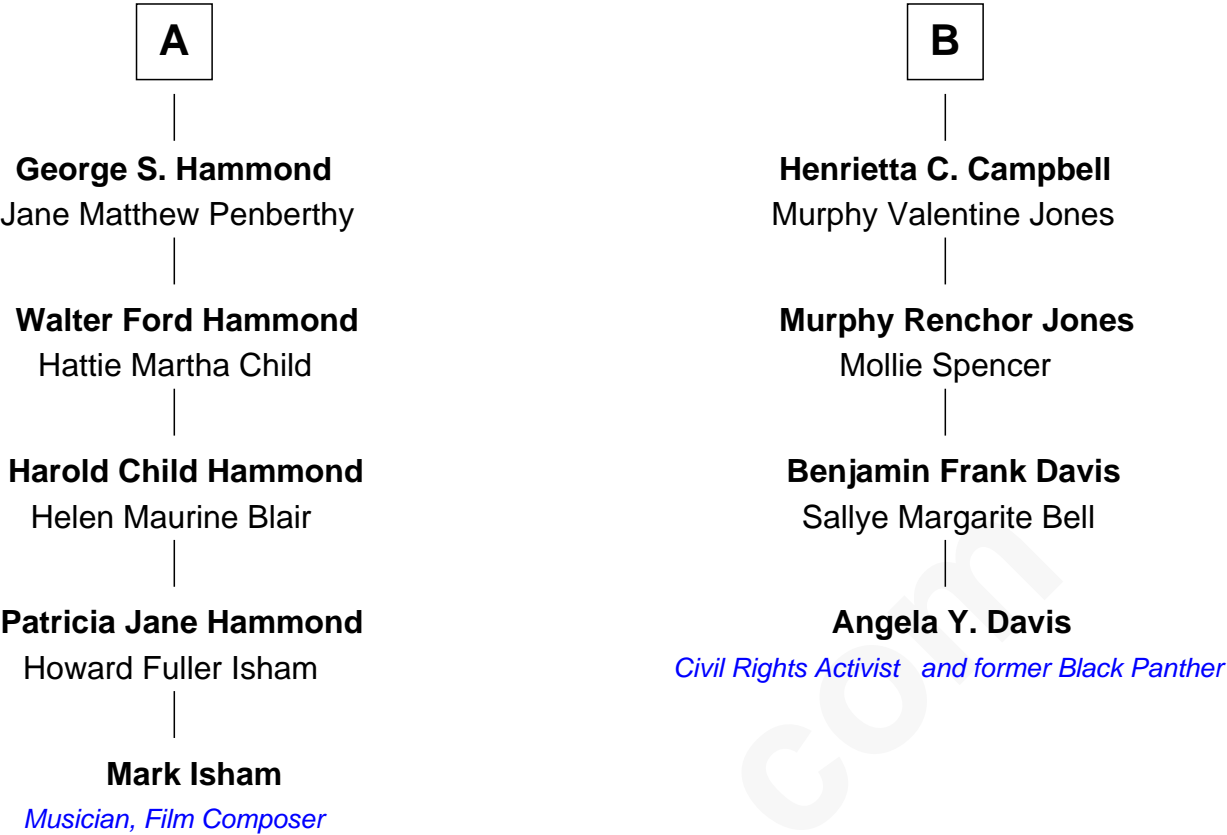 A
George S. Hammond
Jane Matthew Penberthy
Walter Ford Hammond
Hattie Martha Child
Harold Child Hammond
Helen Maurine Blair
Patricia Jane Hammond
Howard Fuller Isham
Mark Isham
Musician, Film Composer
B
Henrietta C. Campbell
Murphy Valentine Jones
Murphy Renchor Jones
Mollie Spencer
Benjamin Frank Davis
Sallye Margarite Bell
Angela Y. Davis
Civil Rights Activist and former Black Panther
com